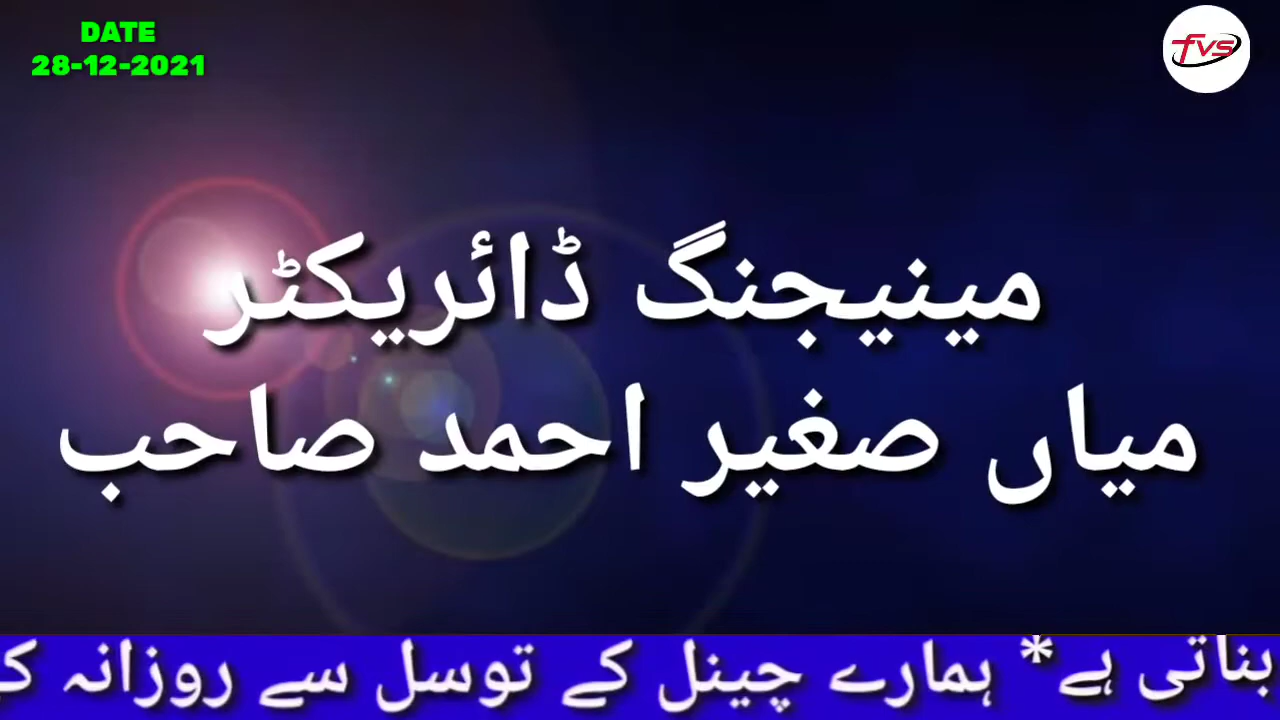 DATE
28-12-2021
fvs
مینیجنگ ڈائریکٹر
میاں صغیر احمد صاحب
بناتی ہے* ہمارے چینل کے توسل سے روزانہ کے